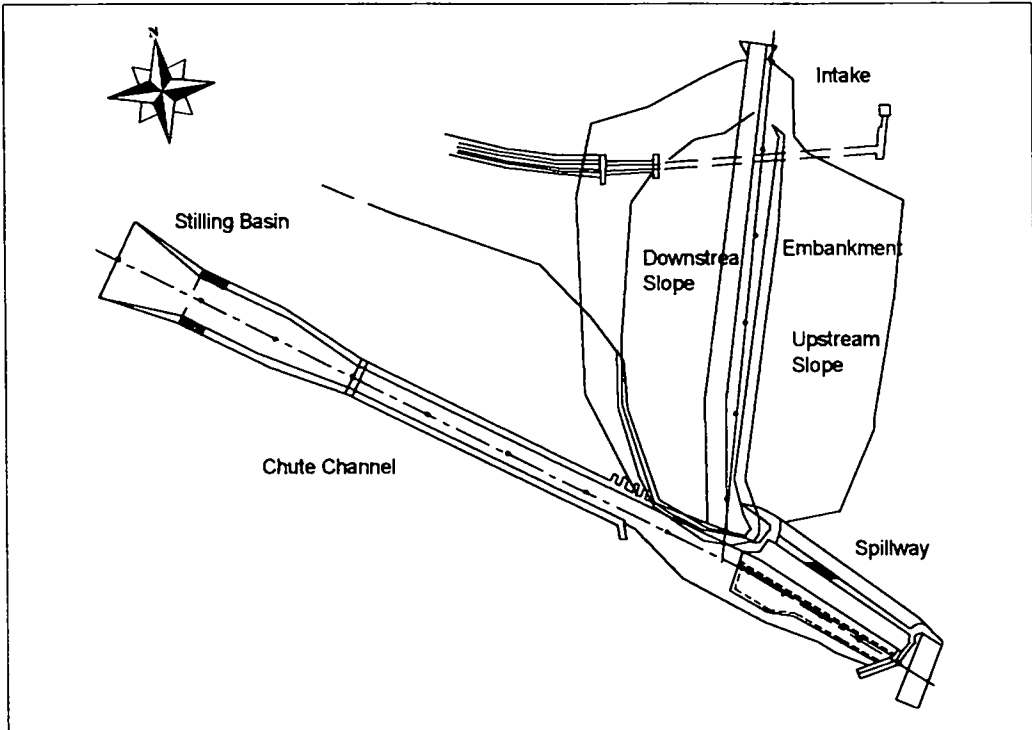 N
Intake
Stilling Basin
Downstrea
Slope
Embankment
Upstream
Slope
Chute Channel
Spillway